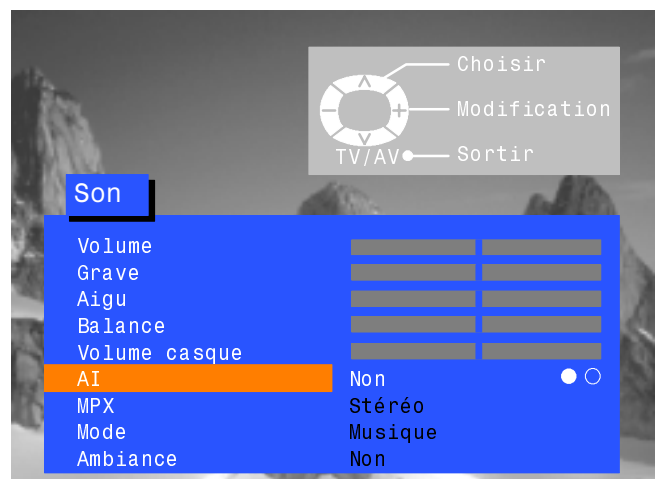 Choisir
Modification
TV/AV Sortir
Son
Volume
Grave
Aigu
Balance
Volume casque
AI Non
MPX Stéréo
Mode Musique
Ambiance Non